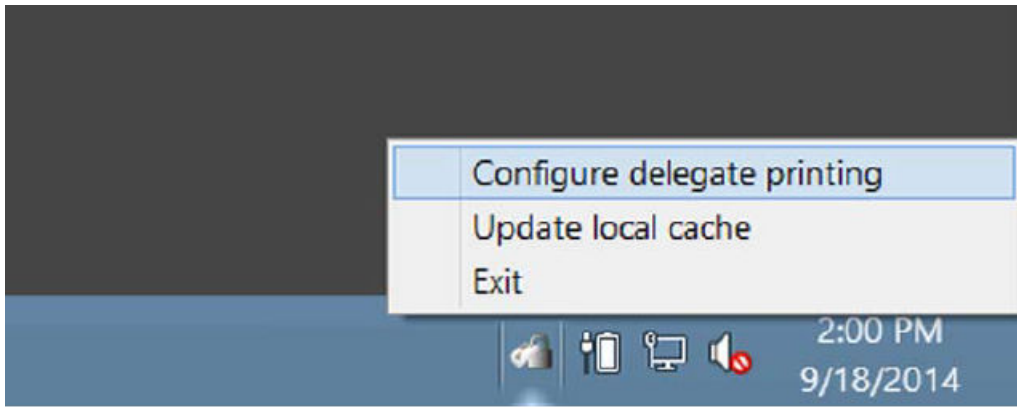 Configure delegate printing
Update local cache
Exit
2:00 PM
9/18/2014